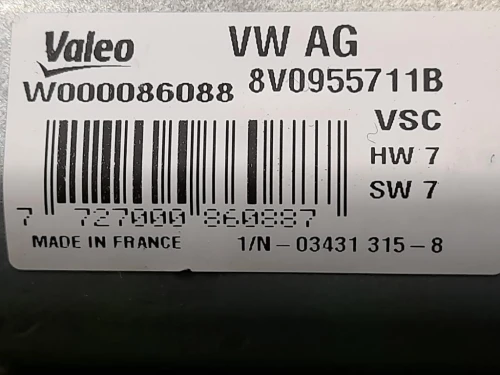 Valeo VW AG
W000086088 8V0955711B
VSC
HW 7
SW 7
7 727000 860887
MADE IN FRANCE 1/N - 03431 315 - 8